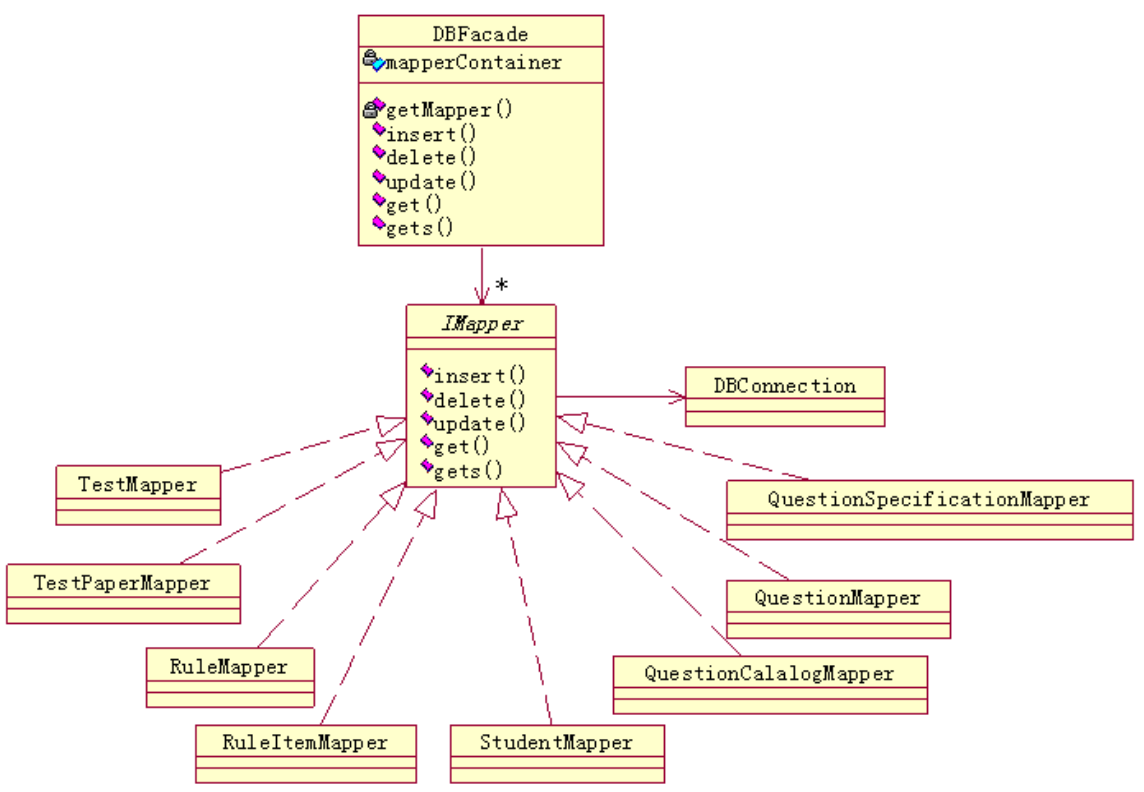 DBFacade
mapperContainer
getMapper()
insert()
delete()
update()
get()
gets()
*
IMapper
insert()
delete()
update()
get()
gets()
DBConnection
TestMapper
QuestionSpecificationMapper
TestPaperMapper
QuestionMapper
RuleMapper
QuestionCalalogMapper
RuleItemMapper
StudentMapper